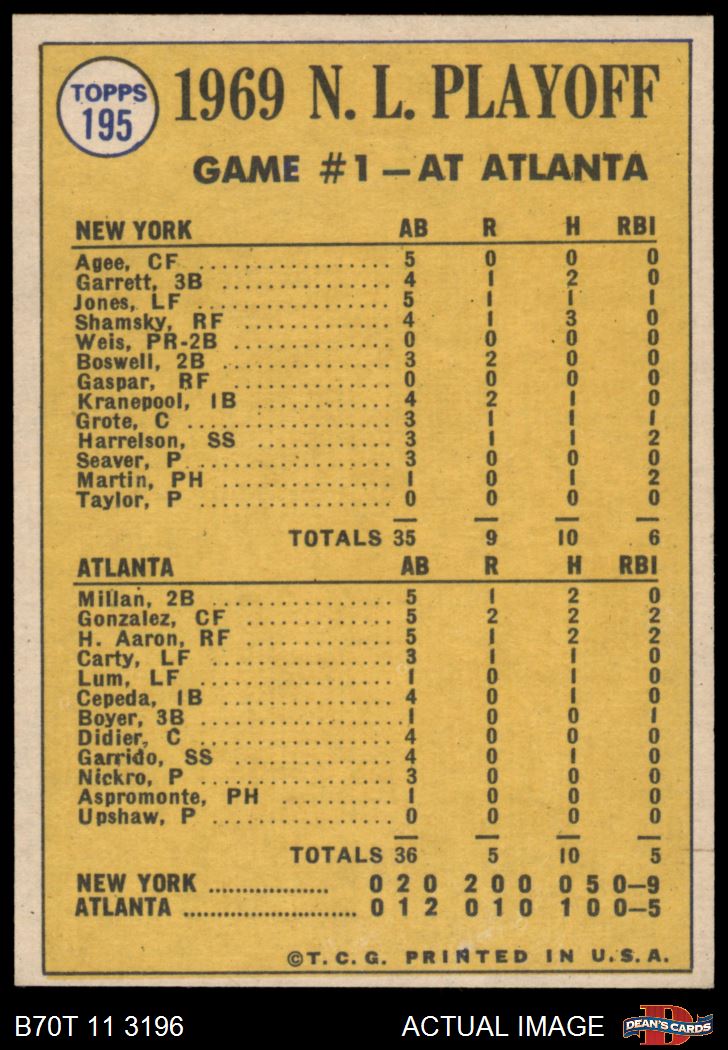 TOPPS
195
1969 N. L. PLAYOFF
GAME #1 — AT ATLANTA
NEW YORK AB R H RBI
Agee, CF .................. 5 0 0 0
Garrett, 3B ................ 4 1 2 0
Jones, LF .................. 5 1 1 1
Shamsky, RF .............. 4 1 3 0
Weis, PR-2B ................ 0 0 0 0
Boswell, 2B ................ 3 2 0 0
Gaspar, RF ................ 0 0 0 0
Kranepool, 1B ............. 4 2 1 0
Grote, C .................... 3 1 1 1
Harrelson, SS ............. 3 1 1 2
Seaver, P ................... 3 0 0 0
Martin, PH ................. 1 0 1 2
Taylor, P ................... 0 0 0 0
TOTALS 35 9 10 6
ATLANTA AB R H RBI
Millan, 2B ................. 5 1 2 0
Gonzalez, CF .............. 5 2 2 2
H. Aaron, RF .............. 5 1 2 2
Carty, LF ................... 3 1 1 0
Lum, LF ..................... 1 0 1 0
Cepeda, 1B ................. 4 0 1 0
Boyer, 3B ................... 1 0 0 1
Didier, C ................... 4 0 0 0
Garrido, SS ................ 4 0 1 0
Nickro, P ................... 3 0 0 0
Aspromonte, PH .......... 1 0 0 0
Upshaw, P ................. 0 0 0 0
TOTALS 36 5 10 5
NEW YORK .................. 0 2 0 2 0 0 0 5 0—9
ATLANTA .......................... 0 1 2 0 1 0 1 0 0—5
©T. C. G. PRINTED IN U. S. A.
B70T 11 3196 ACTUAL IMAGE D DEAN'S CARDS